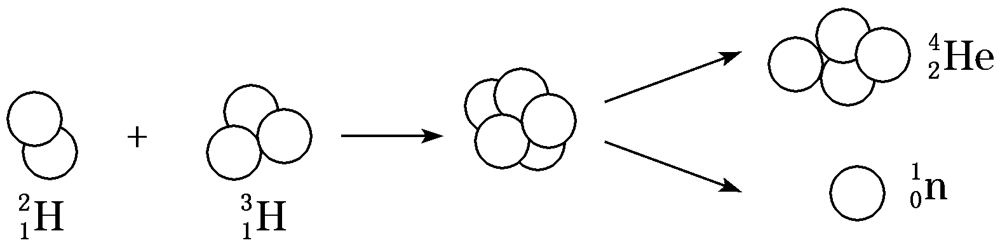 +
²₁H
³₁H
⁴₂He
¹₀n